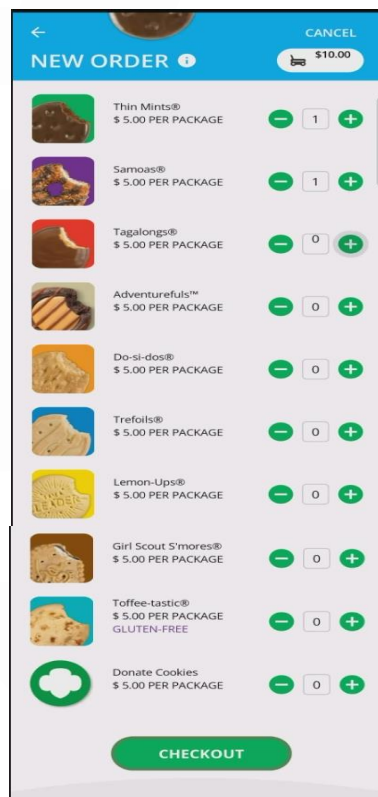 CANCEL
NEW ORDER
$10.00
Thin Mints®
$ 5.00 PER PACKAGE
1
Samoas®
$ 5.00 PER PACKAGE
1
Tagalongs®
$ 5.00 PER PACKAGE
0
Adventurefuls™
$ 5.00 PER PACKAGE
0
Do-si-dos®
$ 5.00 PER PACKAGE
0
Trefoils®
$ 5.00 PER PACKAGE
0
LEADER
Lemon-Ups®
$ 5.00 PER PACKAGE
0
Girl Scout S'mores®
$ 5.00 PER PACKAGE
0
Toffee-tastic®
$ 5.00 PER PACKAGE
GLUTEN-FREE
0
Donate Cookies
$ 5.00 PER PACKAGE
0
CHECKOUT